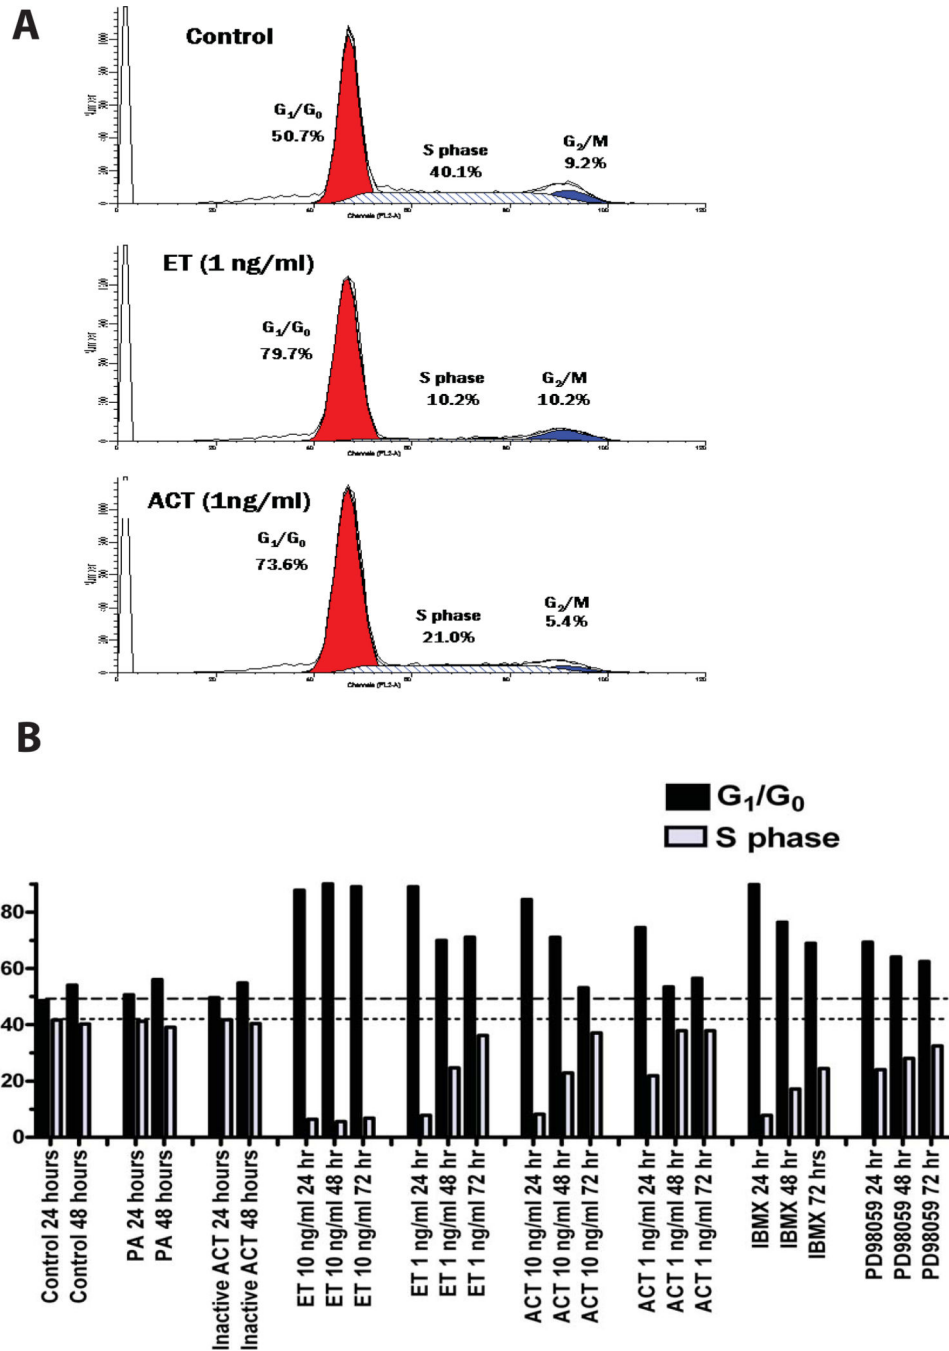 A
Control
G₁/G₀
50.7%
S phase
40.1%
G₂/M
9.2%
Channels (FL2-A)
ET (1 ng/ml)
G₁/G₀
79.7%
S phase
10.2%
G₂/M
10.2%
Channels (FL2-A)
ACT (1ng/ml)
G₁/G₀
73.6%
S phase
21.0%
G₂/M
5.4%
Channels (FL2-A)
B
G₁/G₀
S phase
80
60
40
20
0
Control 24 hours
Control 48 hours
PA 24 hours
PA 48 hours
Inactive ACT 24 hours
Inactive ACT 48 hours
ET 10 ng/ml 24 hr
ET 10 ng/ml 48 hr
ET 10 ng/ml 72 hr
ET 1 ng/ml 24 hr
ET 1 ng/ml 48 hr
ET 1 ng/ml 72 hr
ACT 10 ng/ml 24 hr
ACT 10 ng/ml 48 hr
ACT 10 ng/ml 72 hr
ACT 1 ng/ml 24 hr
ACT 1 ng/ml 48 hr
ACT 1 ng/ml 72 hr
IBMX 24 hr
IBMX 48 hr
IBMX 72 hrs
PD98059 24 hr
PD98059 48 hr
PD98059 72 hr